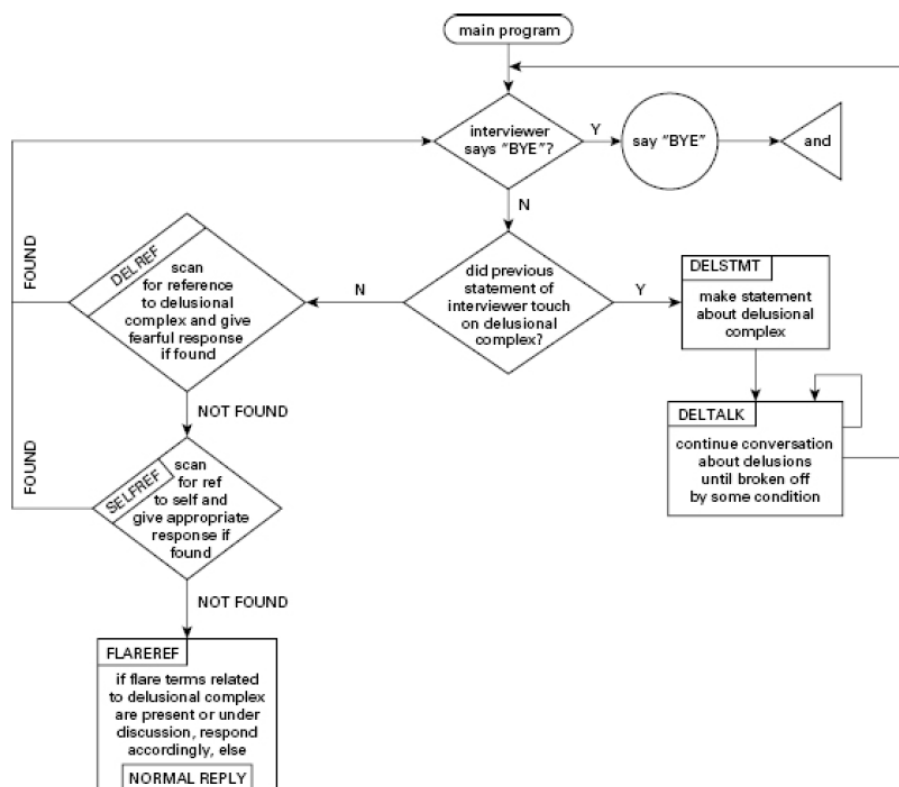 main program
interviewer
says "BYE"?
Y
say "BYE"
and
N
FOUND
DELREF
scan
for reference
to delusional
complex and give
fearful response
if found
N
did previous
statement of
interviewer touch
on delusional
complex?
Y
DELSTMT
make statement
about delusional
complex
NOT FOUND
DELTALK
continue conversation
about delusions
until broken off
by some condition
FOUND
SELFREF
scan
for ref
to self and
give appropriate
response if
found
NOT FOUND
FLAREREF
if flare terms related
to delusional complex
are present or under
discussion, respond
accordingly, else
NORMAL REPLY